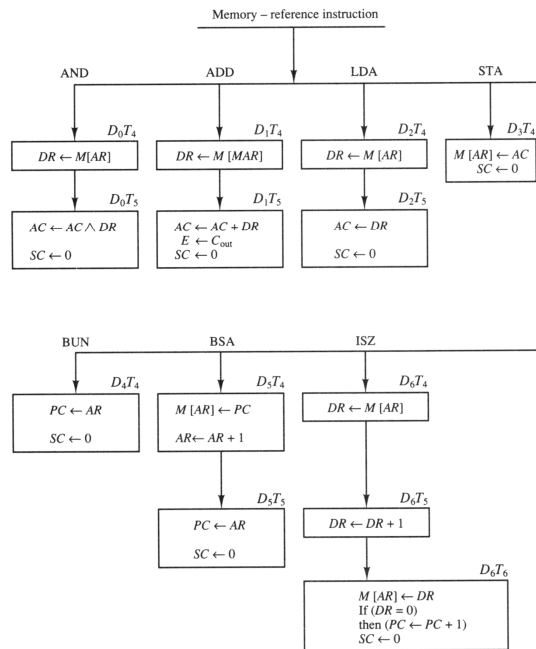 Memory – reference instruction
AND
ADD
LDA
STA
D₀T₄
D₁T₄
D₂T₄
D₃T₄
DR ← M[AR]
DR ← M [MAR]
DR ← M [AR]
M [AR] ← AC
SC ← 0
D₀T₅
D₁T₅
D₂T₅
AC ← AC ∧ DR
SC ← 0
AC ← AC + DR
E ← Cout
SC ← 0
AC ← DR
SC ← 0
BUN
BSA
ISZ
D₄T₄
D₅T₄
D₆T₄
PC ← AR
SC ← 0
M [AR] ← PC
AR ← AR + 1
DR ← M [AR]
D₅T₅
D₆T₅
PC ← AR
SC ← 0
DR ← DR + 1
D₆T₆
M [AR] ← DR
If (DR = 0)
then (PC ← PC + 1)
SC ← 0